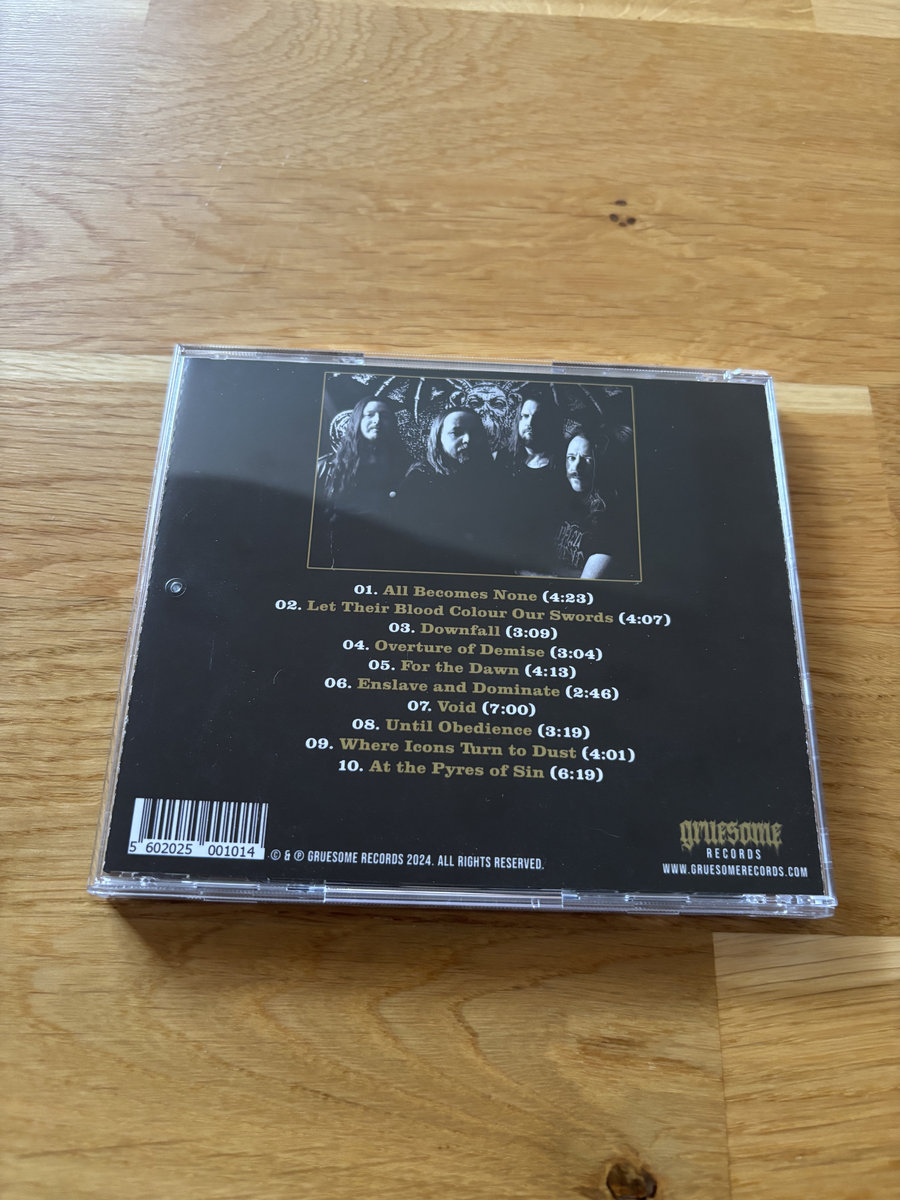 01. All Becomes None (4:23)
02. Let Their Blood Colour Our Swords (4:07)
03. Downfall (3:09)
04. Overture of Demise (3:04)
05. For the Dawn (4:13)
06. Enslave and Dominate (2:46)
07. Void (7:00)
08. Until Obedience (3:19)
09. Where Icons Turn to Dust (4:01)
10. At the Pyres of Sin (6:19)
5 602025 001014
© & ℗ GRUESOME RECORDS 2024. ALL RIGHTS RESERVED.
gruesome
RECORDS
WWW.GRUESOMERECORDS.COM